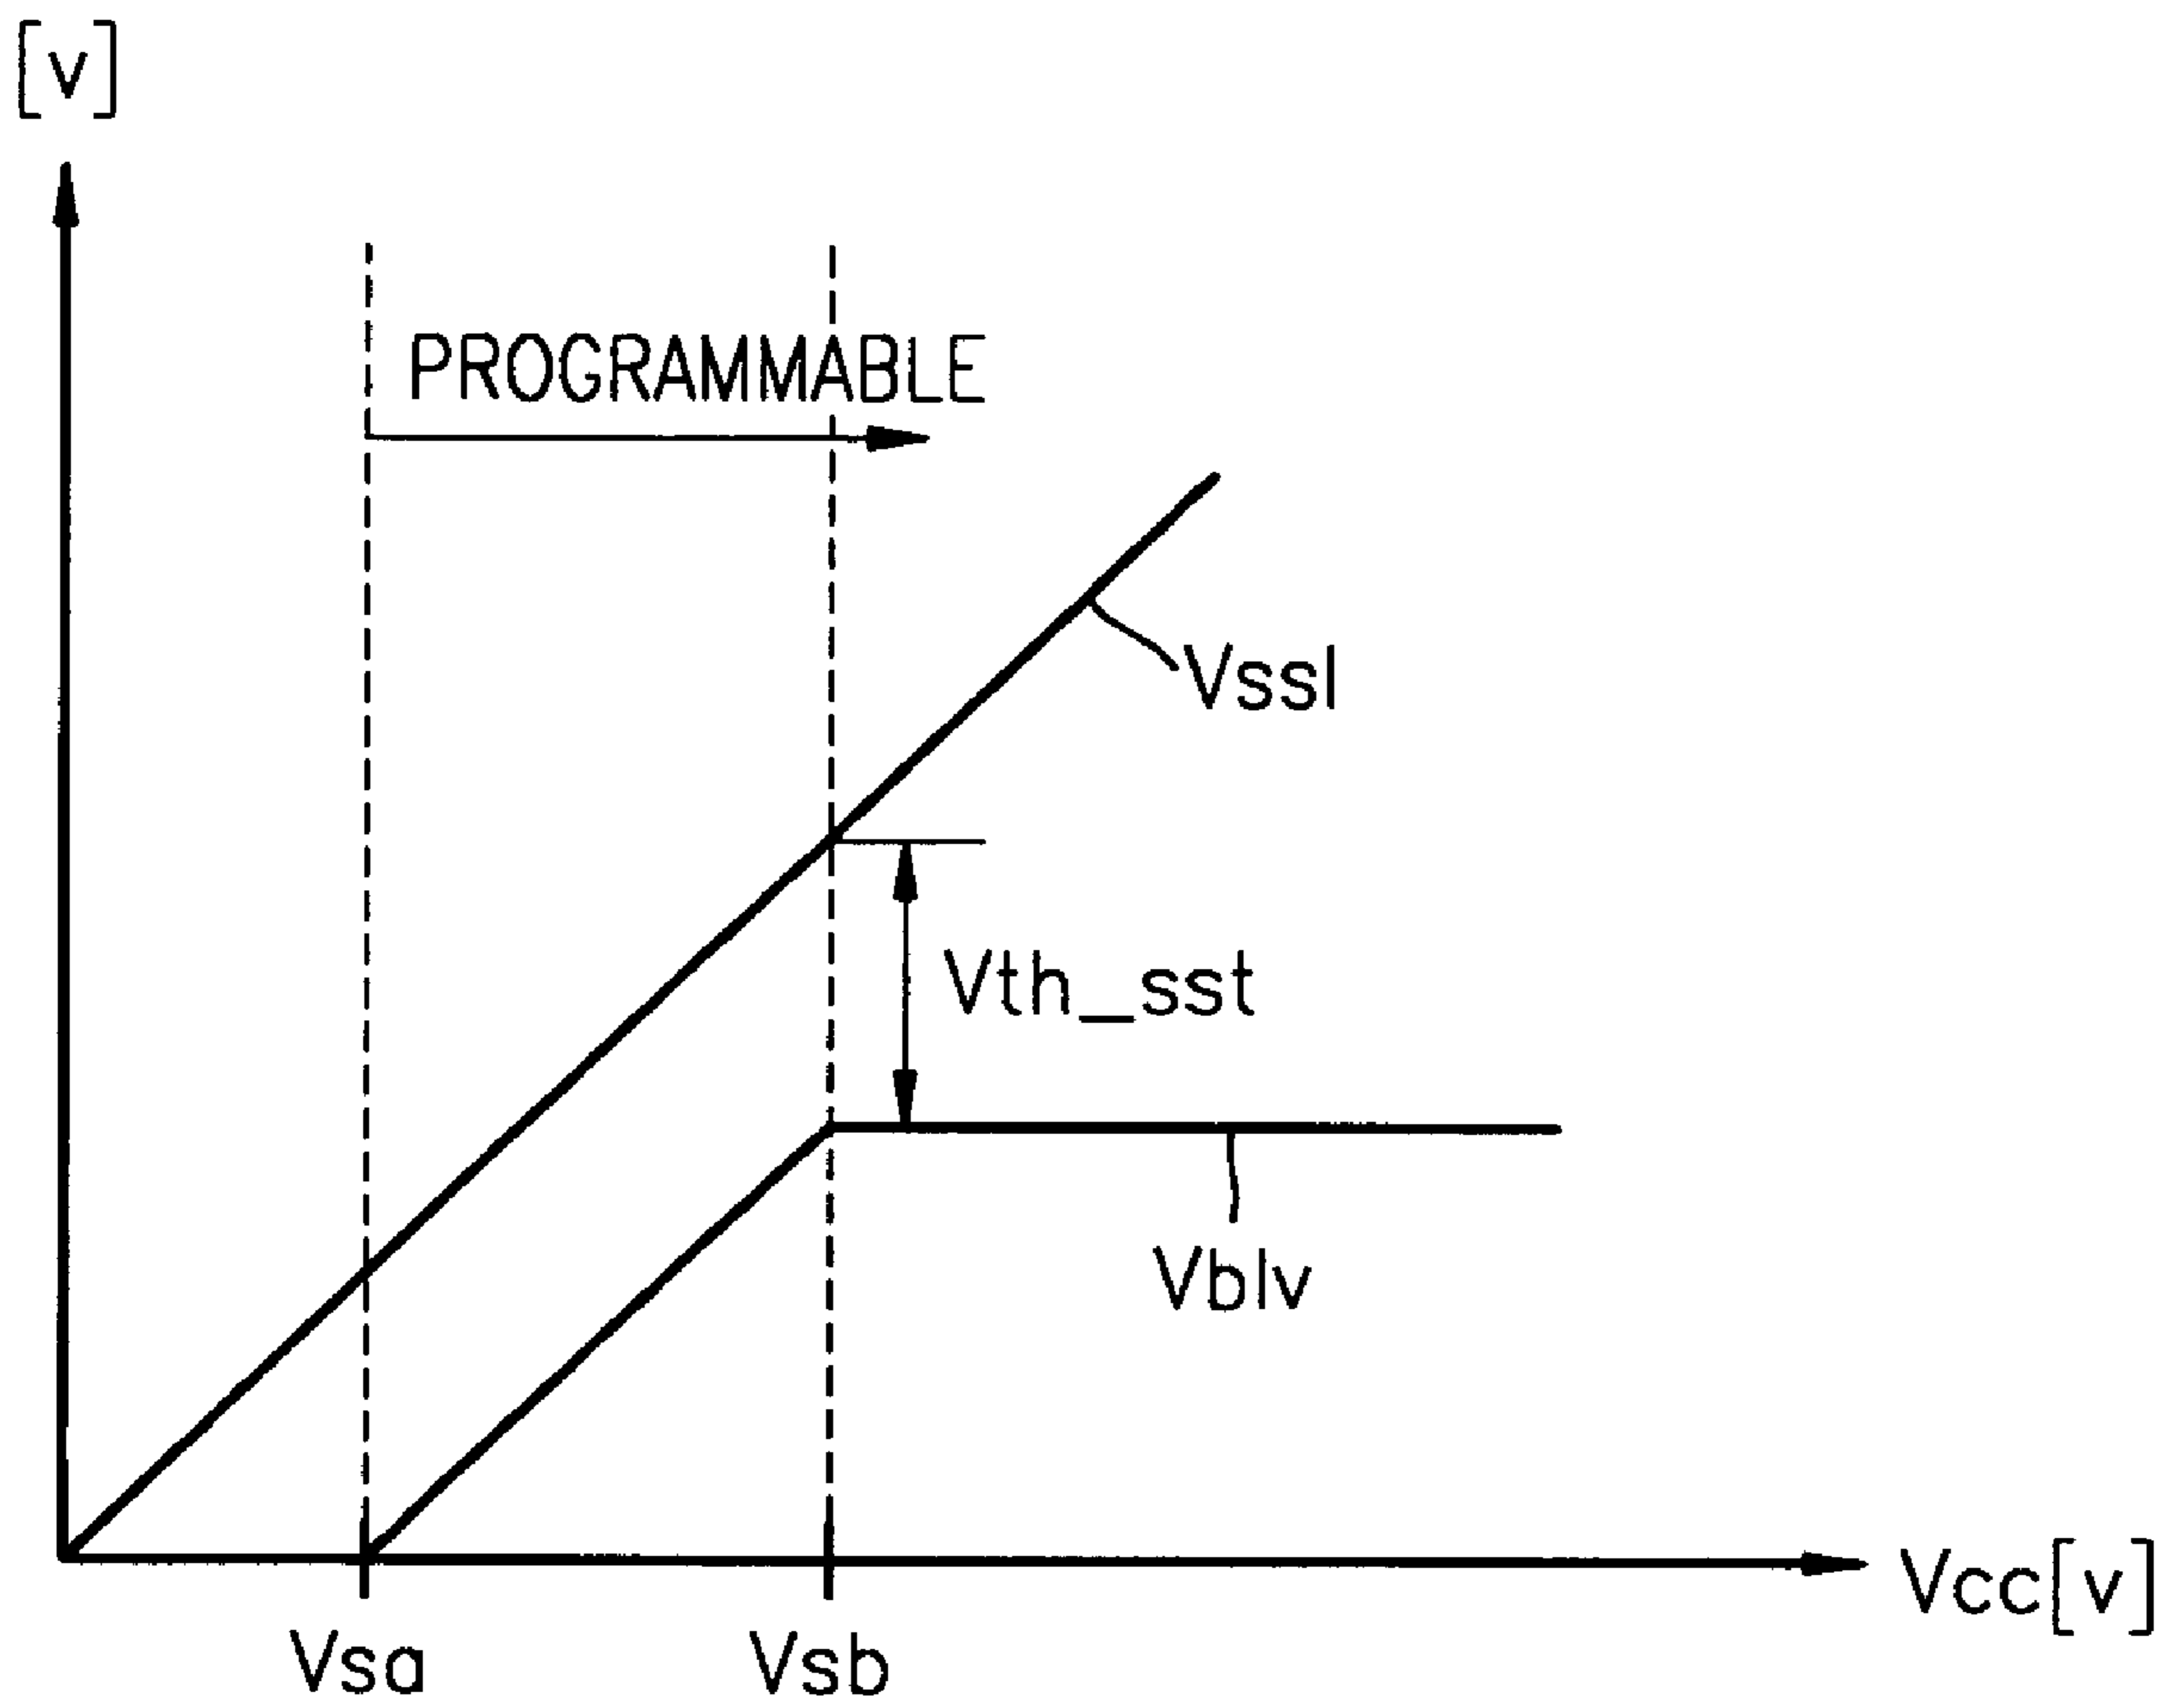 [v]
PROGRAMMABLE
Vssl
Vth_sst
Vblv
Vcc[v]
Vsa
Vsb